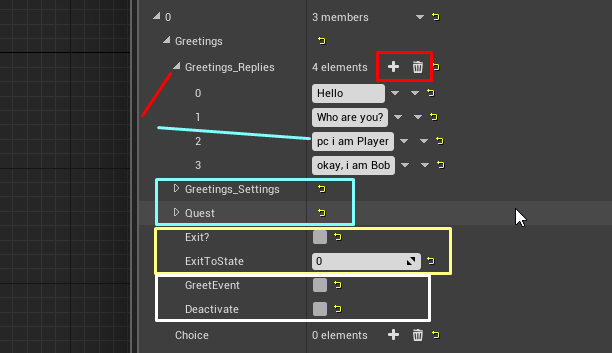 0 3 members
Greetings
Greetings_Replies 4 elements
0 Hello
1 Who are you?
2 pc i am Player
3 okay, i am Bob
Greetings_Settings
Quest
Exit?
ExitToState 0
GreetEvent
Deactivate
Choice 0 elements